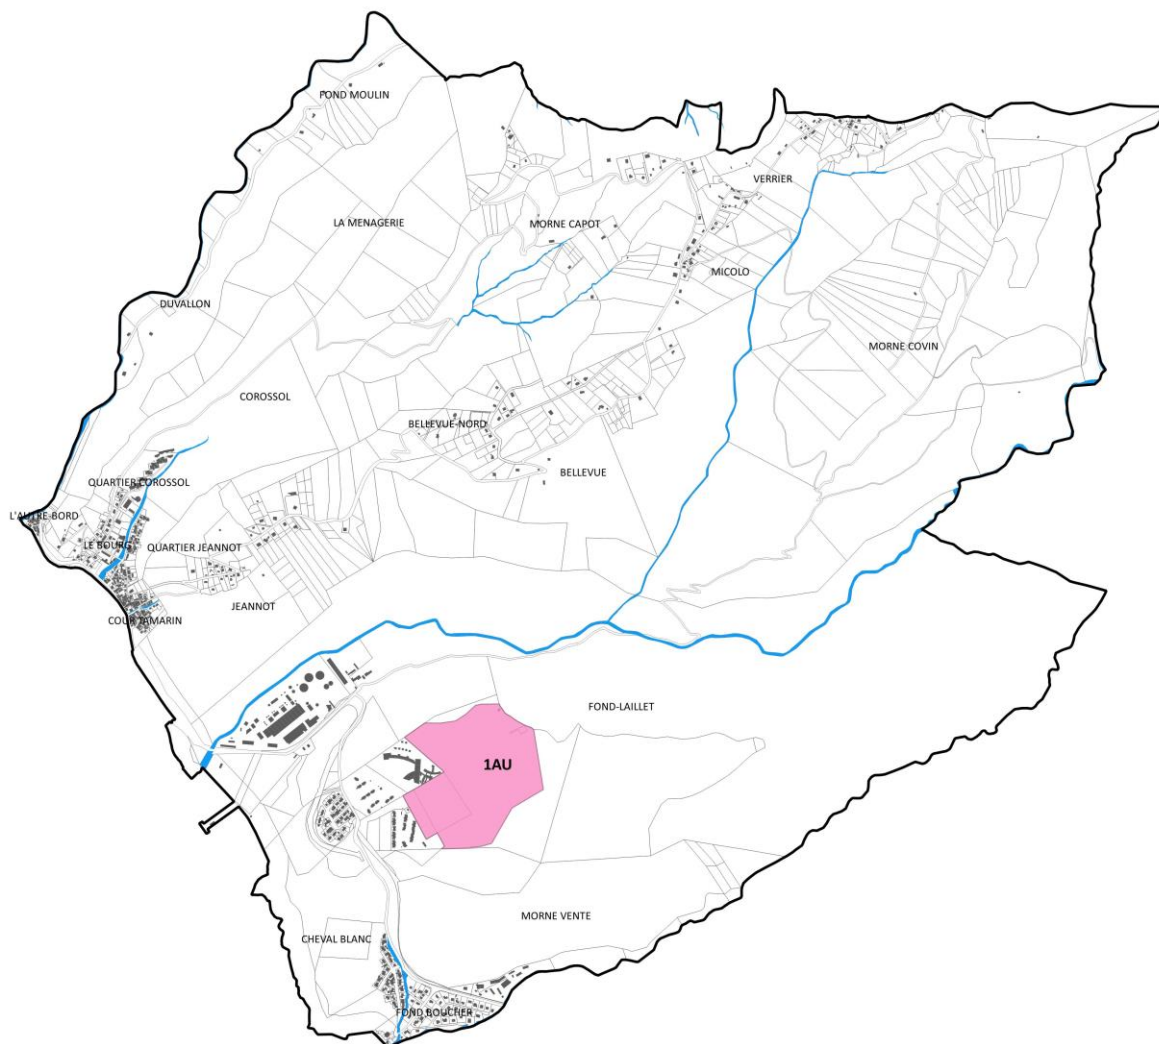 FOND MOULIN
VERRIER
LA MENAGERIE
MORNE CAPOT
MICOLO
DUVALLON
MORNE COVIN
COROSSOL
BELLEVUE-NORD
BELLEVUE
QUARTIER COROSSOL
L'AUTRE-BORD
LE BOURG
QUARTIER JEANNOT
JEANNOT
COUR TAMARIN
FOND-LAILLET
1AU
MORNE VENTE
CHEVAL BLANC
FOND BOUCHER